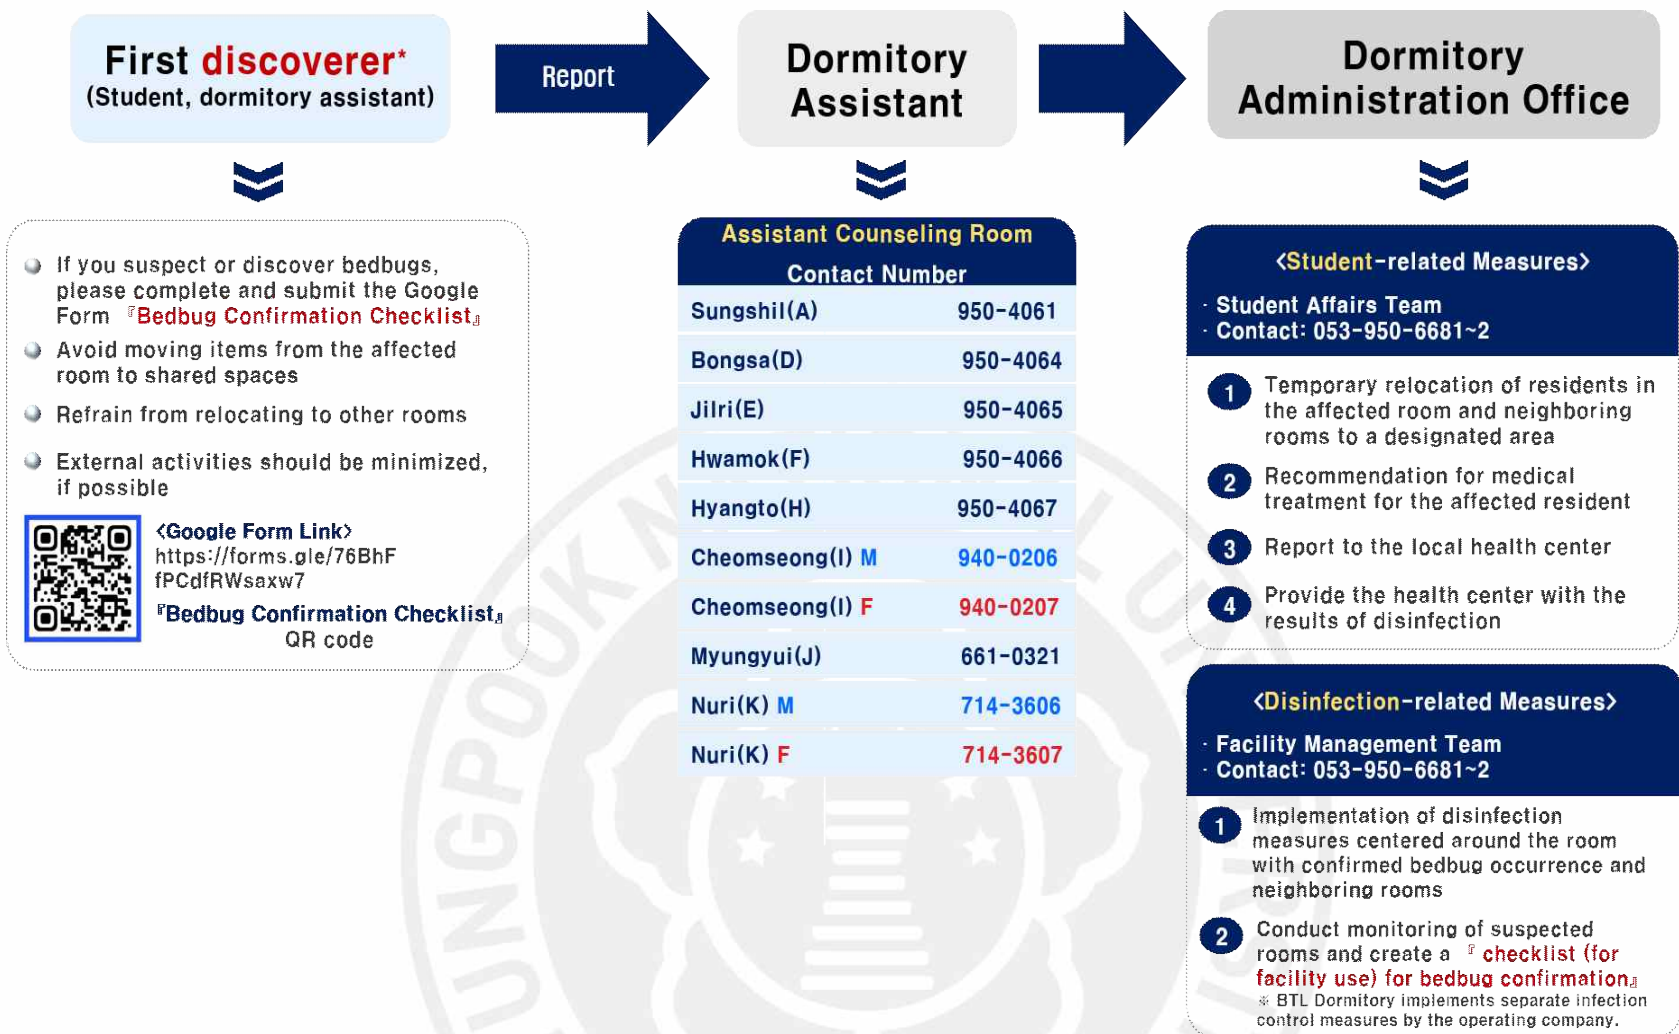 First discoverer*
(Student, dormitory assistant)
Report
Dormitory
Assistant
Dormitory
Administration Office
If you suspect or discover bedbugs,
please complete and submit the Google
Form 『Bedbug Confirmation Checklist』
Avoid moving items from the affected
room to shared spaces
Refrain from relocating to other rooms
External activities should be minimized,
if possible
<Google Form Link>
https://forms.gle/76BhF
fPCdfRWsaxw7
『Bedbug Confirmation Checklist』
QR code
Assistant Counseling Room
Contact Number
Sungshil(A) 950-4061
Bongsa(D) 950-4064
Jilri(E) 950-4065
Hwamok(F) 950-4066
Hyangto(H) 950-4067
Cheomseong(I) M 940-0206
Cheomseong(I) F 940-0207
Myungyui(J) 661-0321
Nuri(K) M 714-3606
Nuri(K) F 714-3607
<Student-related Measures>
· Student Affairs Team
· Contact: 053-950-6681~2
1 Temporary relocation of residents in
the affected room and neighboring
rooms to a designated area
2 Recommendation for medical
treatment for the affected resident
3 Report to the local health center
4 Provide the health center with the
results of disinfection
<Disinfection-related Measures>
· Facility Management Team
· Contact: 053-950-6681~2
1 Implementation of disinfection
measures centered around the room
with confirmed bedbug occurrence and
neighboring rooms
2 Conduct monitoring of suspected
rooms and create a 『 checklist (for
facility use) for bedbug confirmation』
※ BTL Dormitory implements separate infection
control measures by the operating company.